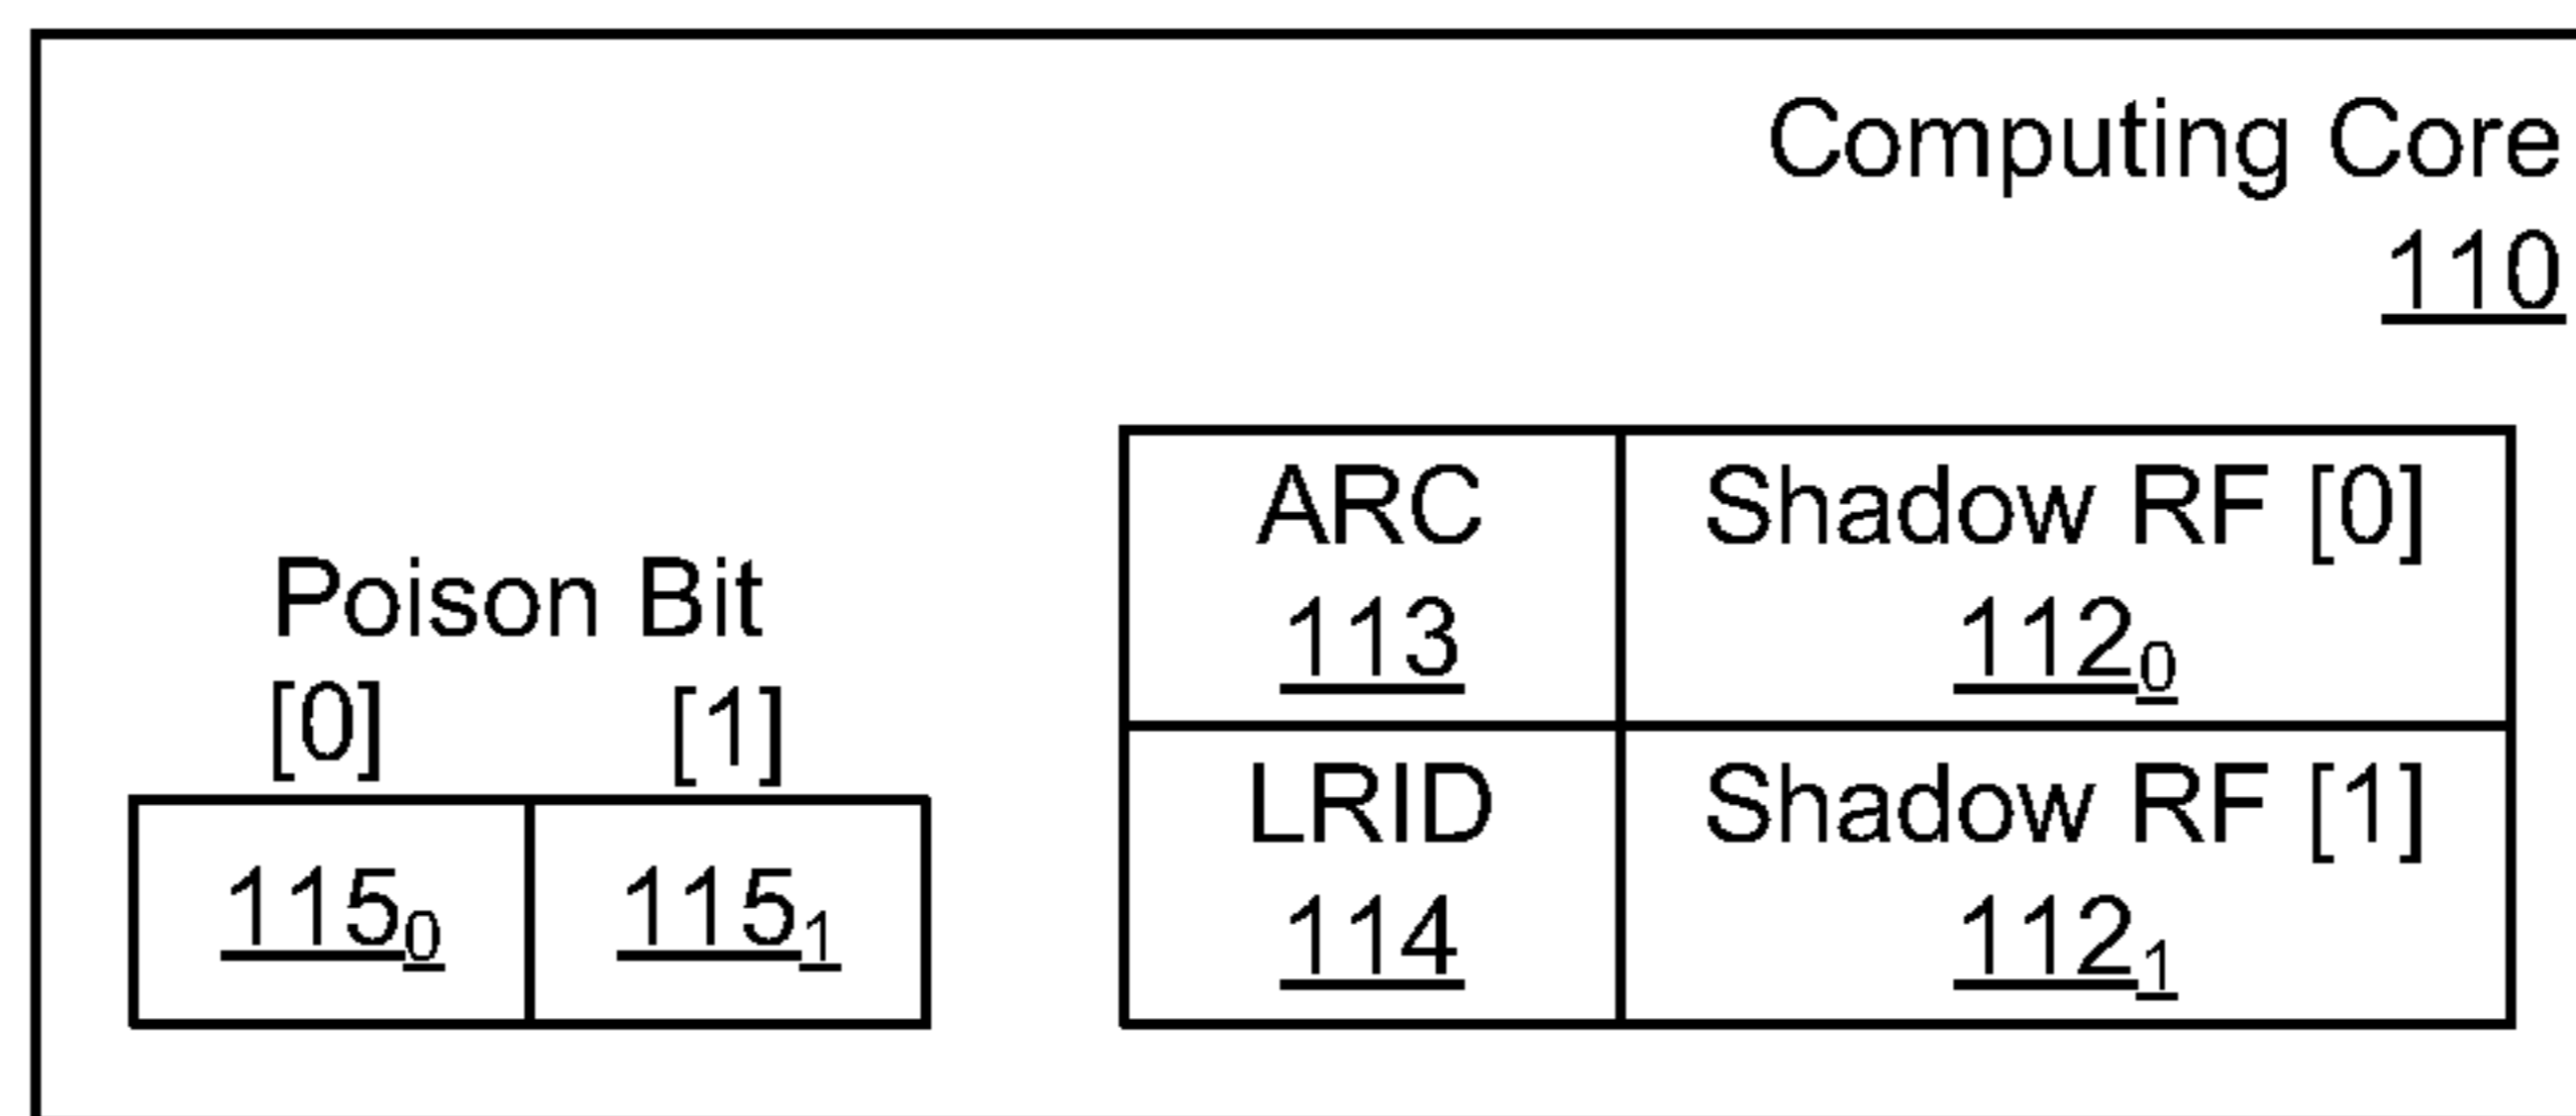 Computing Core
110
Poison Bit
[0] [1]
115₀ 115₁
ARC Shadow RF [0]
113 112₀
LRID Shadow RF [1]
114 112₁